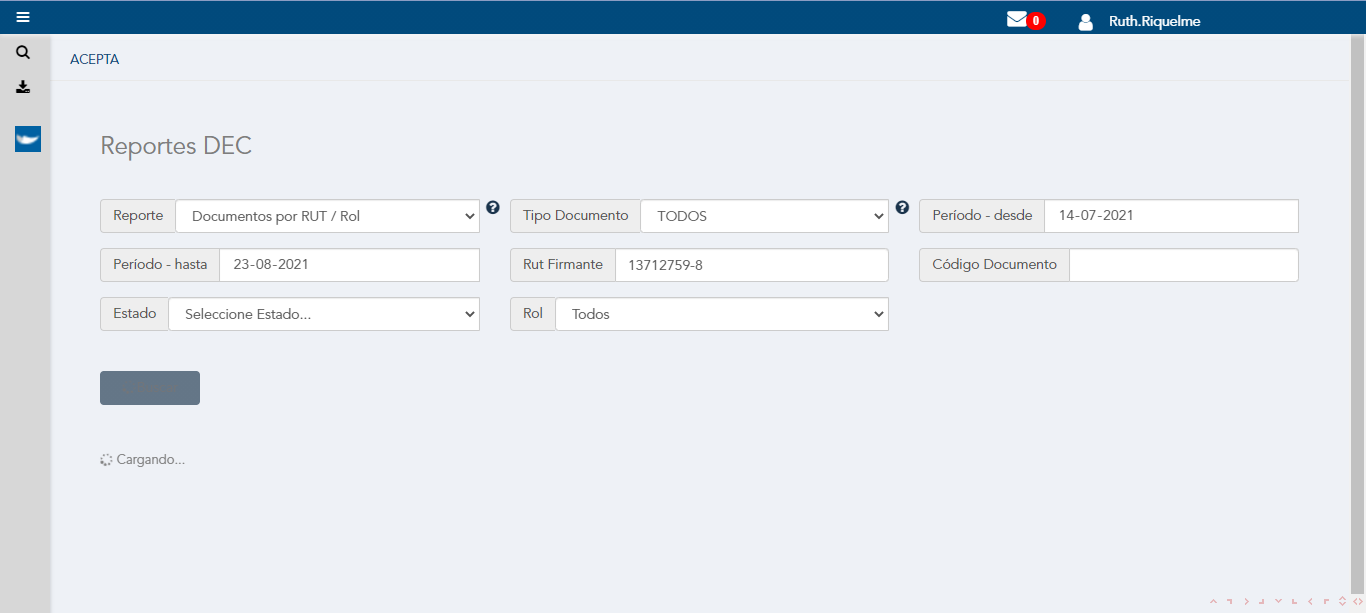 0 Ruth.Riquelme
ACEPTA
Reportes DEC
Reporte Documentos por RUT / Rol ? Tipo Documento TODOS ? Período - desde 14-07-2021
Período - hasta 23-08-2021 Rut Firmante 13712759-8 Código Documento
Estado Seleccione Estado... Rol Todos
Cargando...